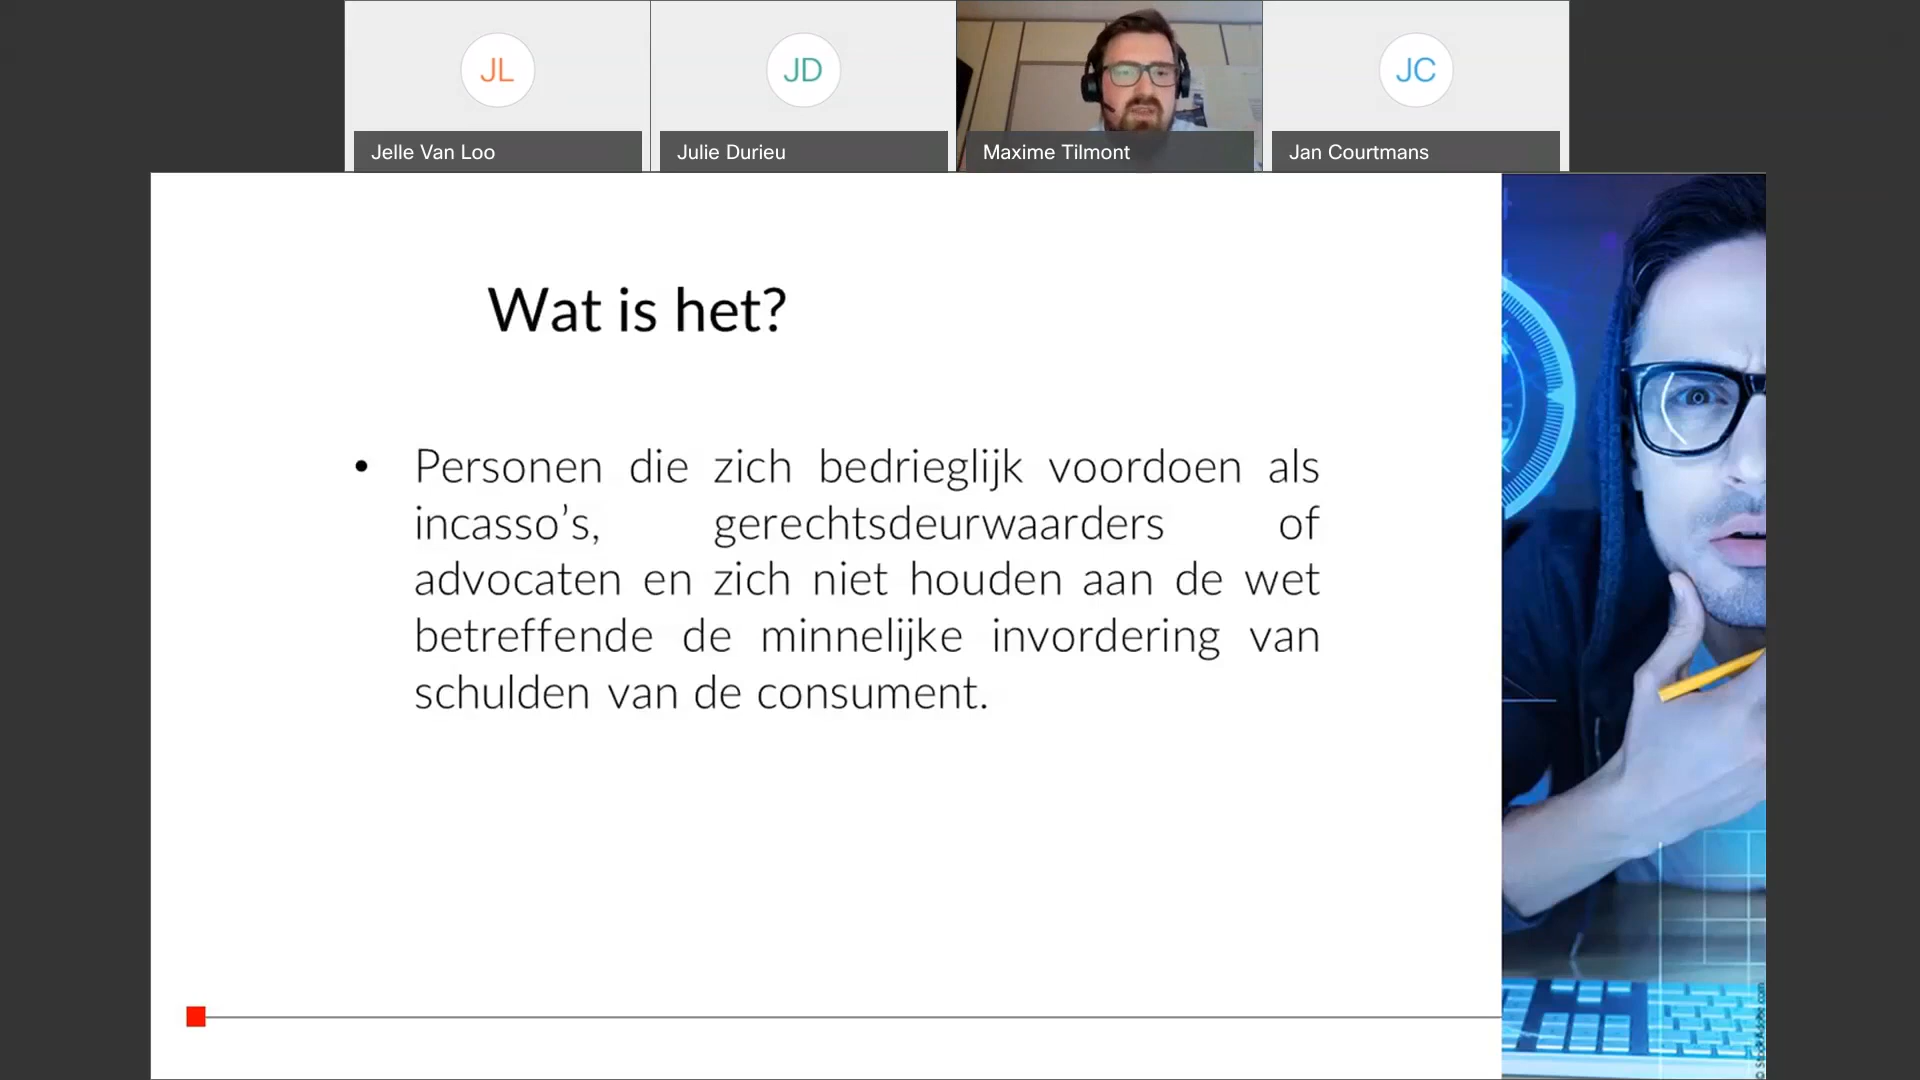 JL
JD
JC
Jelle Van Loo
Julie Durieu
Maxime Tilmont
Jan Courtmans
Wat is het?
• Personen die zich bedrieglijk voordoen als
incasso’s, gerechtsdeurwaarders of
advocaten en zich niet houden aan de wet
betreffende de minnelijke invordering van
schulden van de consument.
© StockAdobe.com